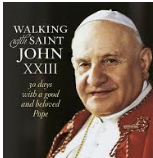 WALKING
with SAINT
JOHN
XXIII
30 days
with a good
and beloved
Pope